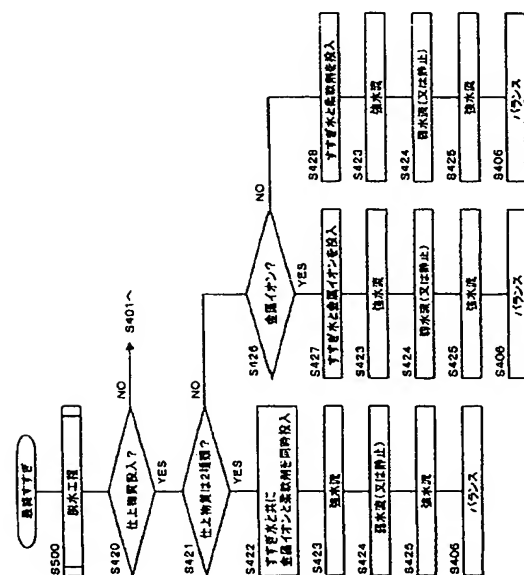 最終すすぎ
S500
脱水工程
S420
仕上物質投入?
NO
S401へ
YES
S421
仕上物質は2種類?
NO
YES
S422
すすぎ水と共に
金属イオンと柔軟剤を同時投入
S423
強水流
S424
弱水流(又は静止)
S425
強水流
S406
バランス
S426
金属イオン?
NO
YES
S427
すすぎ水と金属イオンを投入
S423
強水流
S424
弱水流(又は静止)
S425
強水流
S406
バランス
S428
すすぎ水と柔軟剤を投入
S423
強水流
S424
弱水流(又は静止)
S425
強水流
S406
バランス